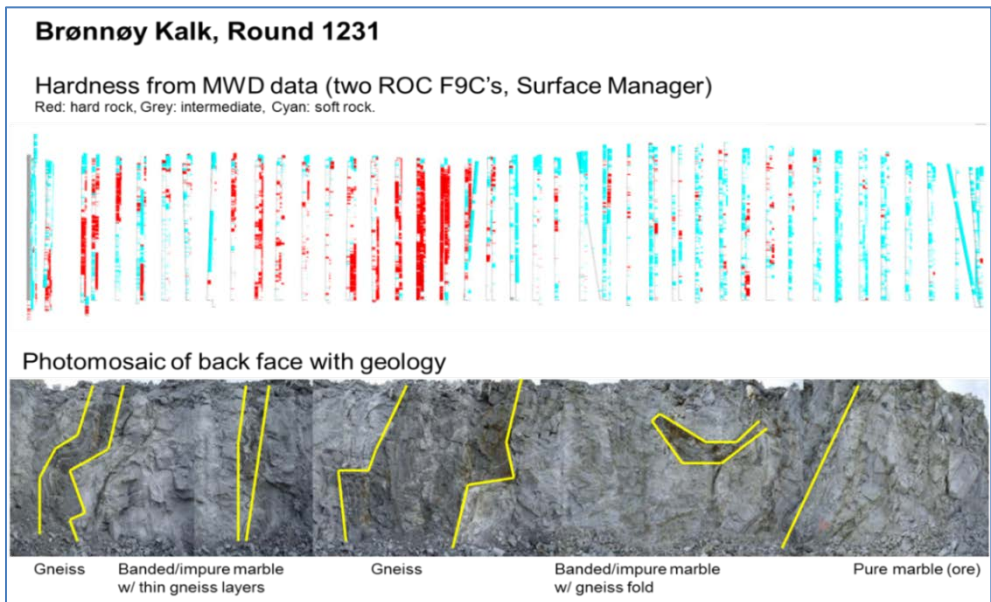 Brønnøy Kalk, Round 1231
Hardness from MWD data (two ROC F9C's, Surface Manager)
Red: hard rock, Grey: intermediate, Cyan: soft rock.
Photomosaic of back face with geology
Gneiss
Banded/impure marble
w/ thin gneiss layers
Gneiss
Banded/impure marble
w/ gneiss fold
Pure marble (ore)